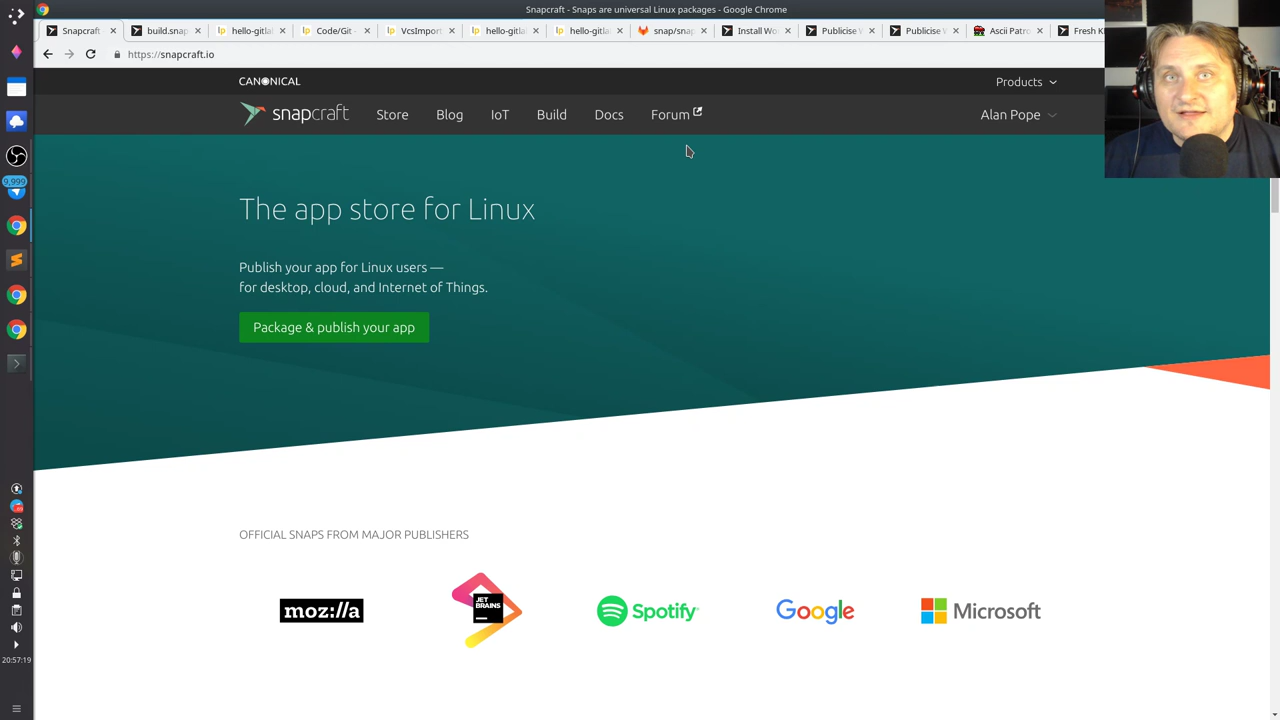 Snapcraft - Snaps are universal Linux packages - Google Chrome
Snapcraft
build.snap
hello-gitla
Code/Git -
VcsImport
hello-gitla
hello-gitla
snap/snap
Install Wo
Publicise
Publicise
Ascii Patro
Fresh K
https://snapcraft.io
CANONICAL
Products
snapcraft
Store
Blog
IoT
Build
Docs
Forum
Alan Pope
9,999
The app store for Linux
Publish your app for Linux users —
for desktop, cloud, and Internet of Things.
Package & publish your app
OFFICIAL SNAPS FROM MAJOR PUBLISHERS
moz://a
JET
BRAINS
Spotify
Google
Microsoft
20:57:19